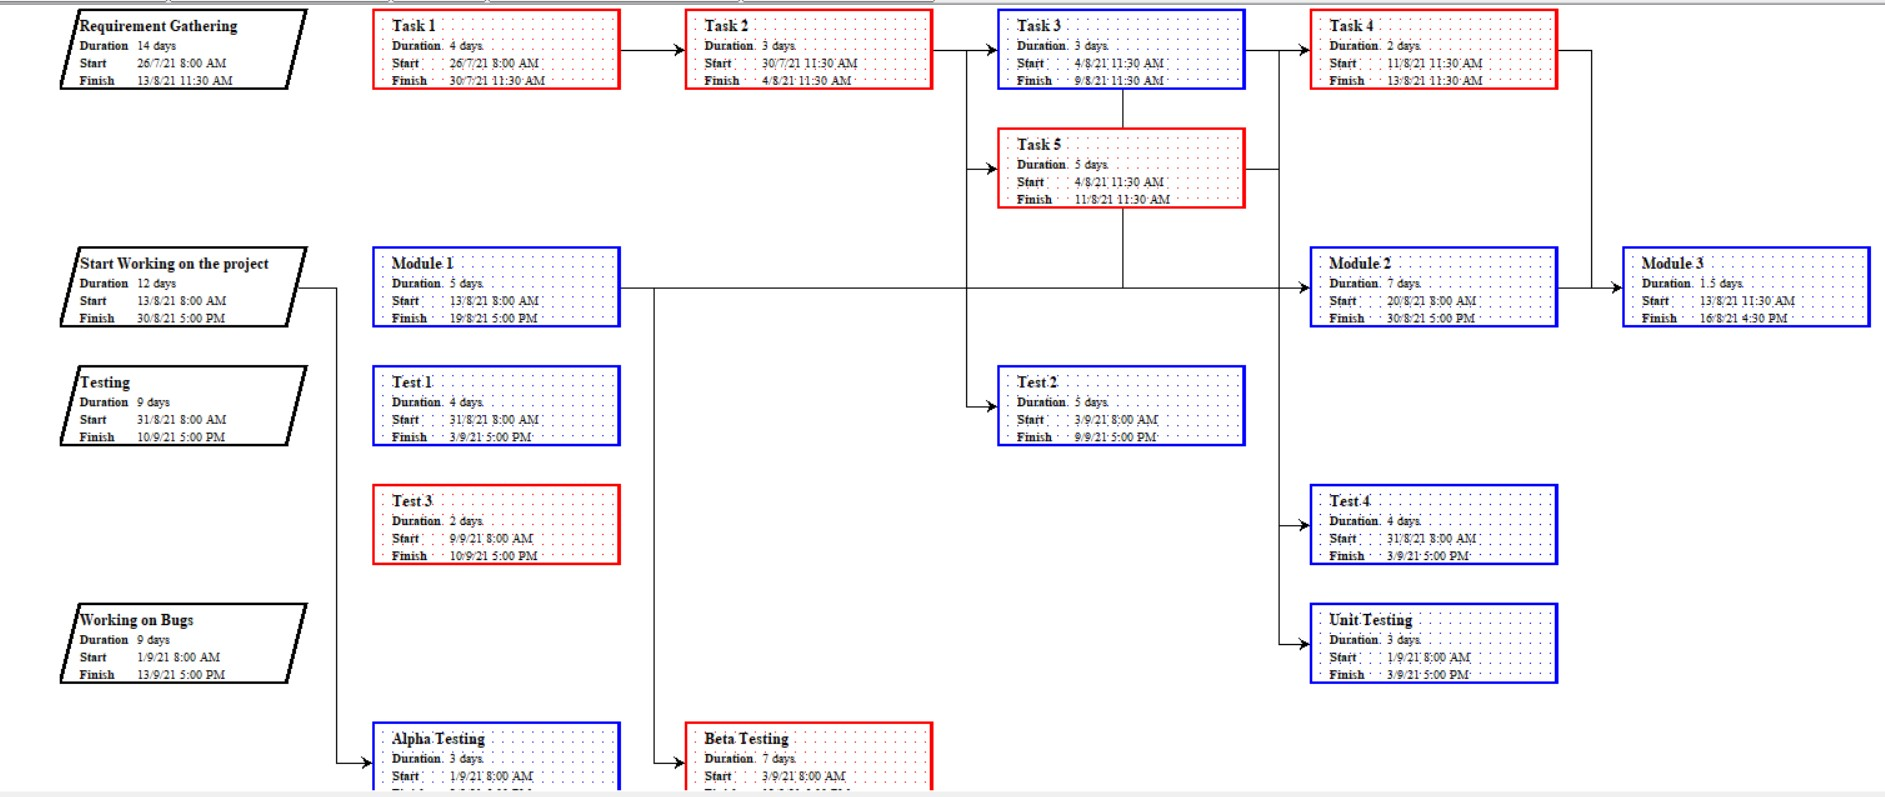 Requirement Gathering
Duration 14 days
Start 26/7/21 8:00 AM
Finish 13/8/21 11:30 AM
Task 1
Duration 4 days
Start 26/7/21 8:00 AM
Finish 30/7/21 11:30 AM
Task 2
Duration 3 days
Start 30/7/21 11:30 AM
Finish 4/8/21 11:30 AM
Task 3
Duration 3 days
Start 4/8/21 11:30 AM
Finish 9/8/21 11:30 AM
Task 4
Duration 2 days
Start 11/8/21 11:30 AM
Finish 13/8/21 11:30 AM
Task 5
Duration 5 days
Start 4/8/21 11:30 AM
Finish 11/8/21 11:30 AM
Start Working on the project
Duration 12 days
Start 13/8/21 8:00 AM
Finish 30/8/21 5:00 PM
Module 1
Duration 5 days
Start 13/8/21 8:00 AM
Finish 19/8/21 5:00 PM
Module 2
Duration 7 days
Start 20/8/21 8:00 AM
Finish 30/8/21 5:00 PM
Module 3
Duration 1.5 days
Start 13/8/21 11:30 AM
Finish 16/8/21 4:30 PM
Testing
Duration 9 days
Start 31/8/21 8:00 AM
Finish 10/9/21 5:00 PM
Test 1
Duration 4 days
Start 31/8/21 8:00 AM
Finish 3/9/21 5:00 PM
Test 2
Duration 5 days
Start 3/9/21 8:00 AM
Finish 9/9/21 5:00 PM
Test 3
Duration 2 days
Start 9/9/21 8:00 AM
Finish 10/9/21 5:00 PM
Test 4
Duration 4 days
Start 31/8/21 8:00 AM
Finish 3/9/21 5:00 PM
Working on Bugs
Duration 9 days
Start 1/9/21 8:00 AM
Finish 13/9/21 5:00 PM
Unit Testing
Duration 3 days
Start 1/9/21 8:00 AM
Finish 3/9/21 5:00 PM
Alpha Testing
Duration 3 days
Start 1/9/21 8:00 AM
Beta Testing
Duration 7 days
Start 3/9/21 8:00 AM